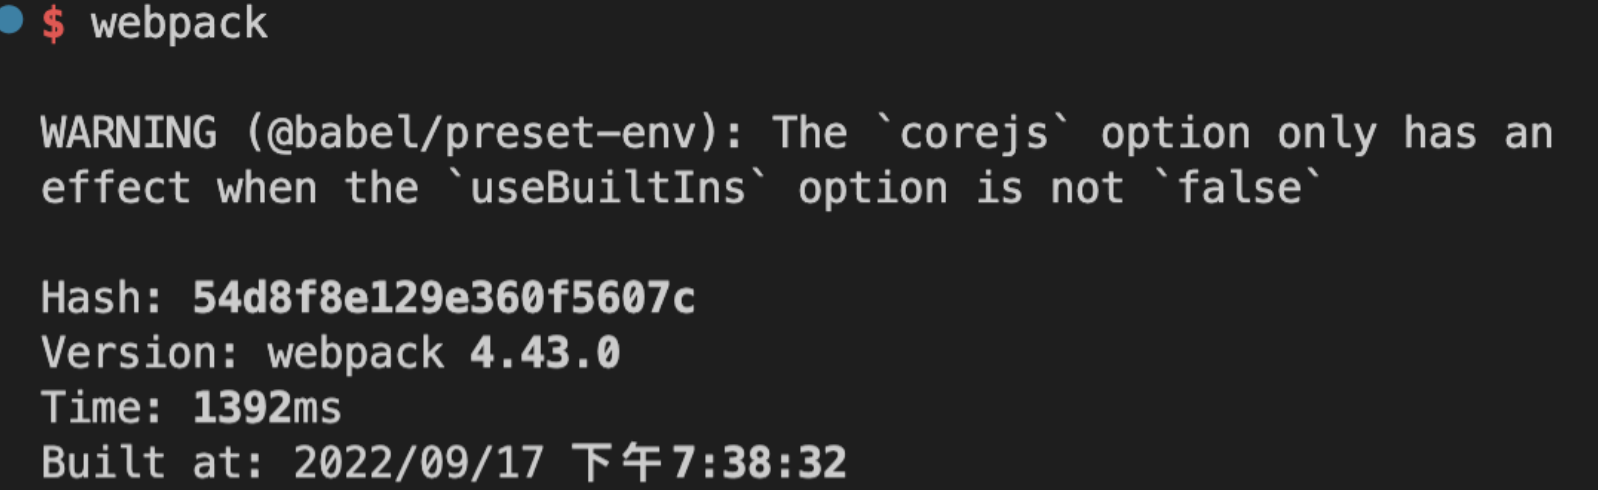 $ webpack
WARNING (@babel/preset-env): The `corejs` option only has an
effect when the `useBuiltIns` option is not `false`
Hash: 54d8f8e129e360f5607c
Version: webpack 4.43.0
Time: 1392ms
Built at: 2022/09/17 下午7:38:32